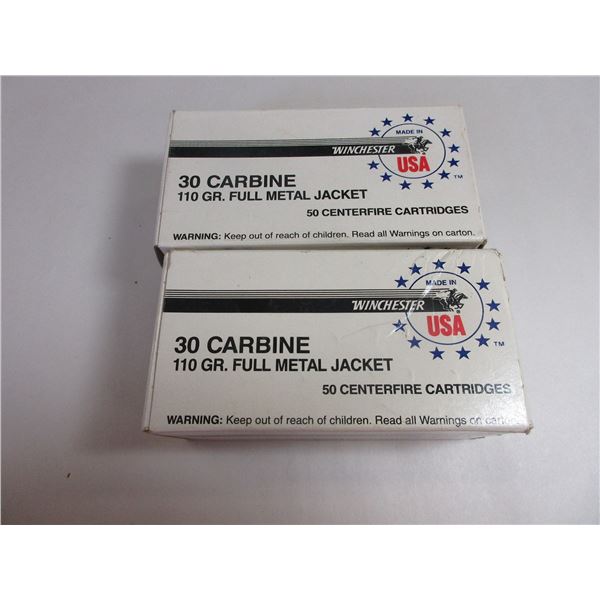 MADE IN
WINCHESTER
USA
TM
30 CARBINE
110 GR. FULL METAL JACKET
50 CENTERFIRE CARTRIDGES
WARNING: Keep out of reach of children. Read all Warnings on carton.
MADE IN
WINCHESTER
USA
TM
30 CARBINE
110 GR. FULL METAL JACKET
50 CENTERFIRE CARTRIDGES
WARNING: Keep out of reach of children. Read all Warnings on carton.